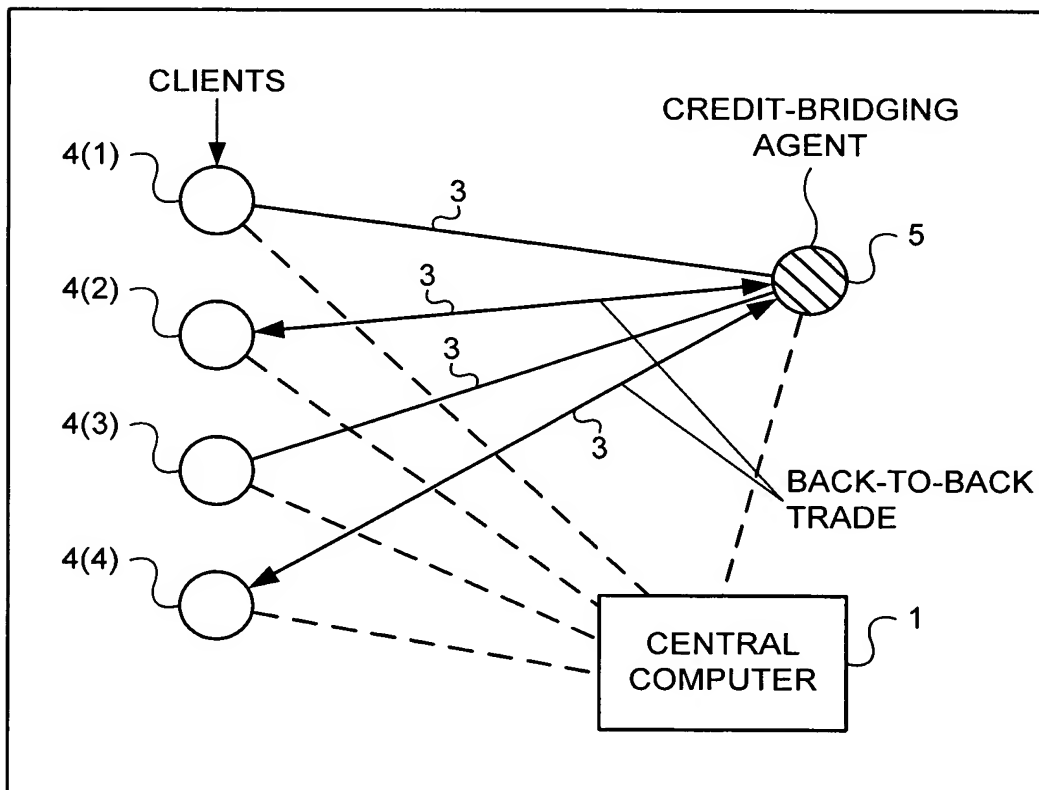 CLIENTS
CREDIT-BRIDGING
AGENT
4(1)
3
5
4(2)
3
3
4(3)
3
BACK-TO-BACK
TRADE
4(4)
1
CENTRAL
COMPUTER